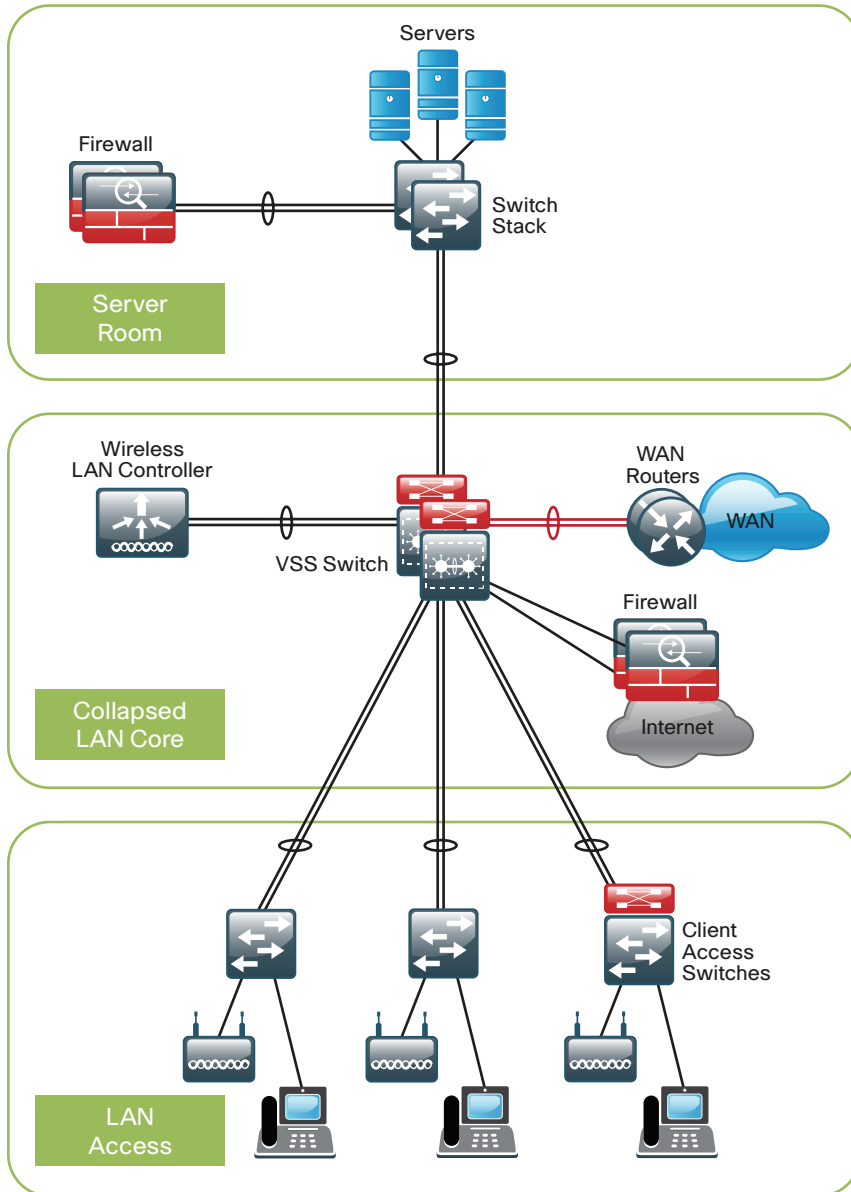 Servers
Firewall
Switch
Stack
Server
Room
Wireless
LAN Controller
WAN
Routers
WAN
VSS Switch
Firewall
Internet
Collapsed
LAN Core
Client
Access
Switches
LAN
Access